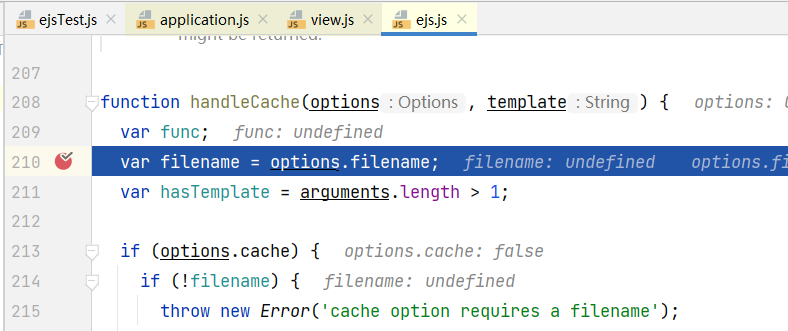 ejsTest.js × application.js × view.js × ejs.js ×
might be returned.
207
208 function handleCache(options : Options , template : String ) { options:
209 var func; func: undefined
210 var filename = options.filename; filename: undefined options.fi
211 var hasTemplate = arguments.length > 1;
212
213 if (options.cache) { options.cache: false
214 if (!filename) { filename: undefined
215 throw new Error('cache option requires a filename');